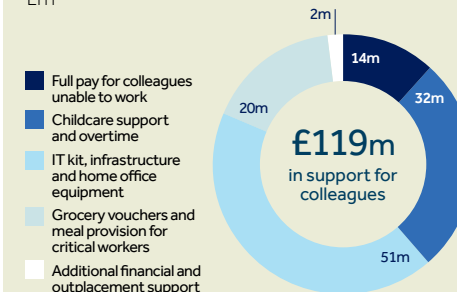 £m
2m
14m
Full pay for colleagues
unable to work
32m
Childcare support
and overtime
20m
£119m
IT kit, infrastructure
and home office
equipment
in support for
colleagues
Grocery vouchers and
meal provision for
critical workers
51m
Additional financial and
outplacement support